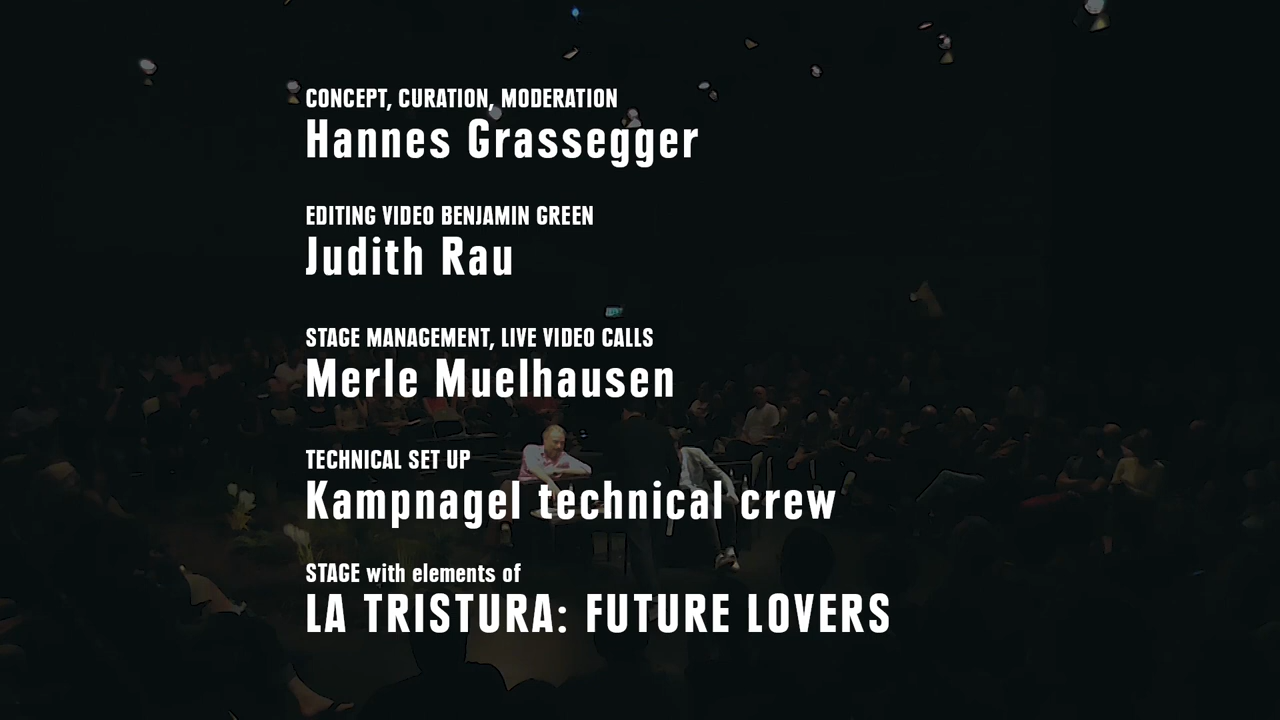 CONCEPT, CURATION, MODERATION
Hannes Grassegger
EDITING VIDEO BENJAMIN GREEN
Judith Rau
STAGE MANAGEMENT, LIVE VIDEO CALLS
Merle Muelhausen
TECHNICAL SET UP
Kampnagel technical crew
STAGE with elements of
LA TRISTURA: FUTURE LOVERS